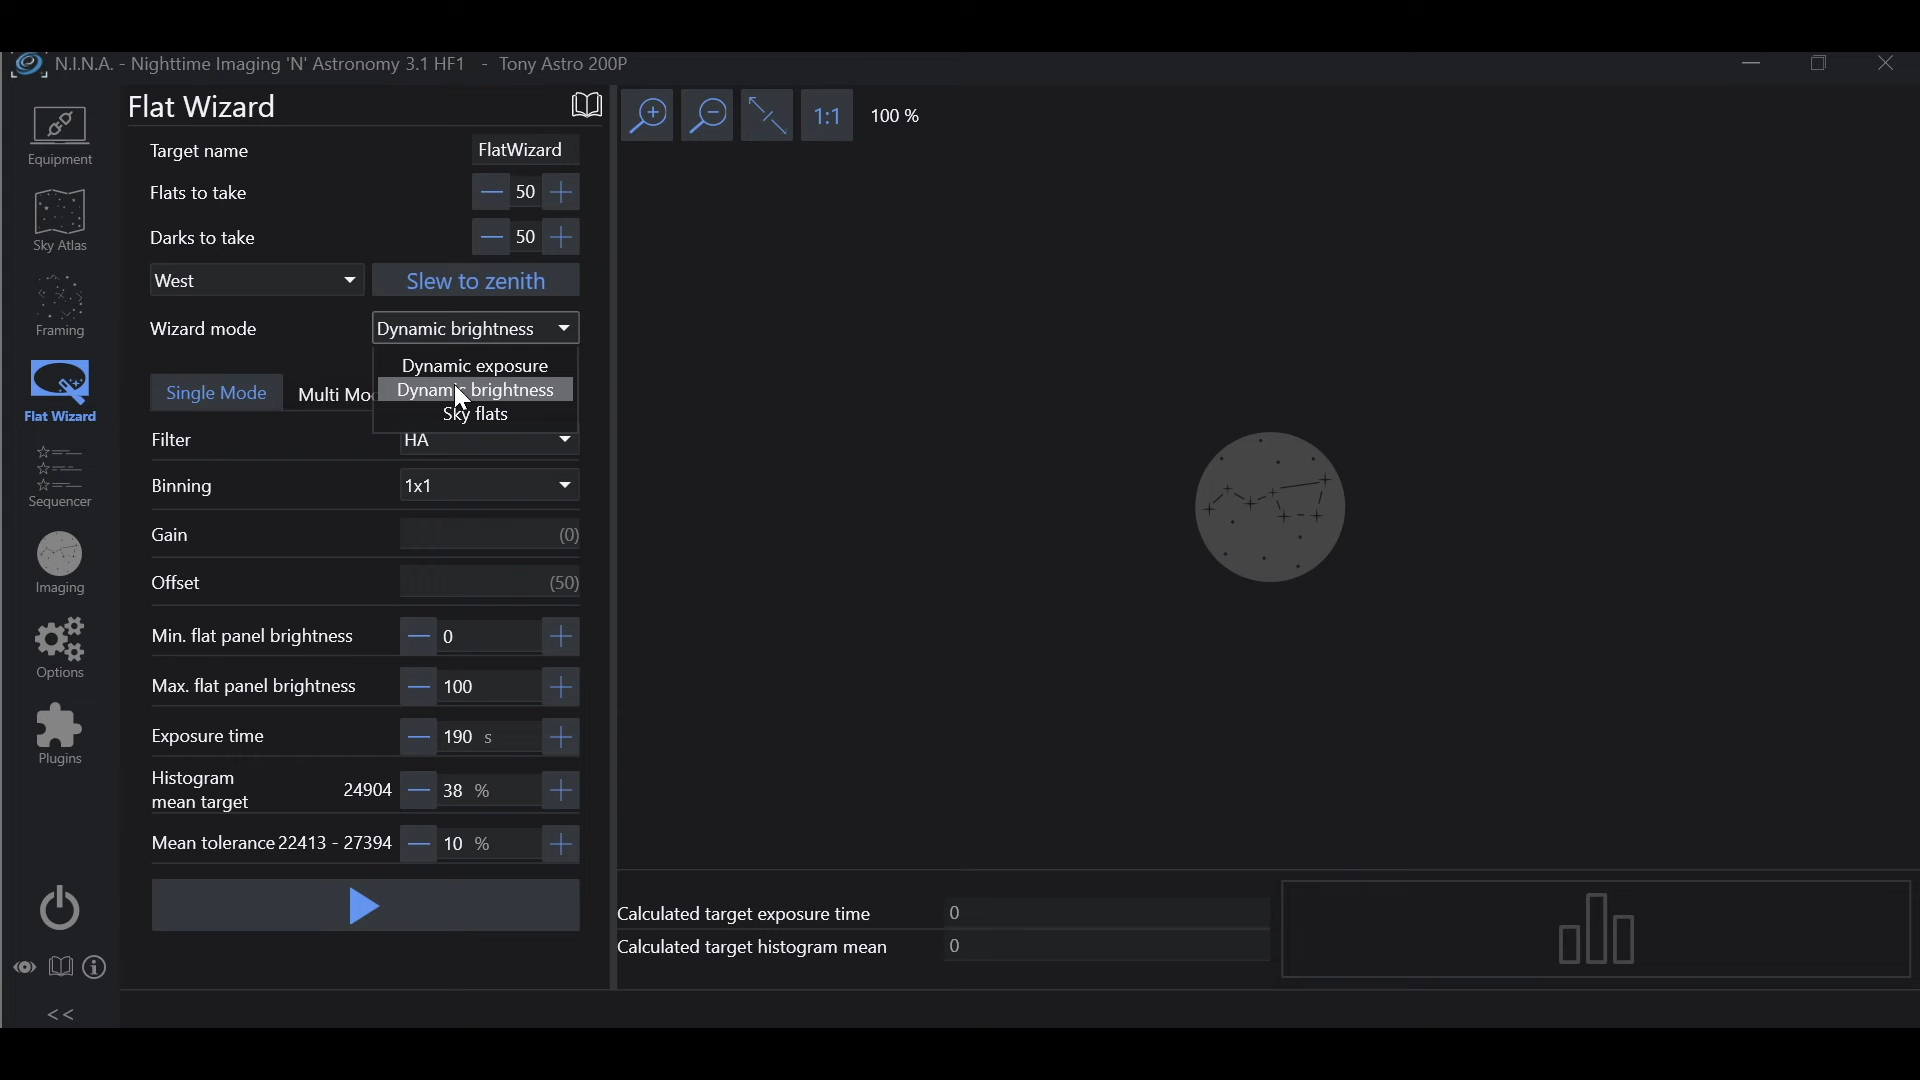 N.I.N.A. - Nighttime Imaging 'N' Astronomy 3.1 HF1 - Tony Astro 200P
Equipment
Sky Atlas
Framing
Flat Wizard
Sequencer
Imaging
Options
Plugins
<<
Flat Wizard
Target name FlatWizard
Flats to take 50
Darks to take 50
West Slew to zenith
Wizard mode Dynamic brightness
Dynamic exposure
Dynamic brightness
Sky flats
Single Mode Multi Mo
Filter HA
Binning 1x1
Gain (0)
Offset (50)
Min. flat panel brightness 0
Max. flat panel brightness 100
Exposure time 190 s
Histogram
mean target 24904 38 %
Mean tolerance 22413 - 27394 10 %
1:1 100 %
Calculated target exposure time 0
Calculated target histogram mean 0